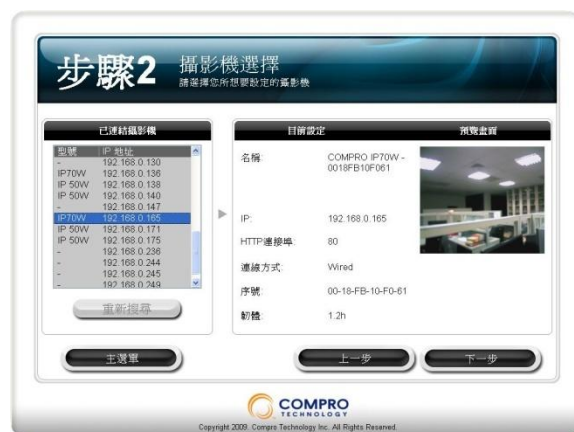 步驟2
攝影機選擇
請選擇您所想要設定的攝影機
已連結攝影機
型號 IP 地址
- 192.168.0.130
IP70W 192.168.0.136
IP 50W 192.168.0.138
IP 50W 192.168.0.140
- 192.168.0.147
IP70W 192.168.0.165
IP 50W 192.168.0.171
IP 50W 192.168.0.175
- 192.168.0.236
- 192.168.0.244
- 192.168.0.245
- 192.168.0.249
重新搜尋
目前設定
預覽畫面
名稱: COMPRO IP70W -
0018FB10F061
IP: 192.168.0.165
HTTP連接埠: 80
連線方式: Wired
序號: 00-18-FB-10-F0-61
韌體: 1.2h
主選單
上一步
下一步
COMPRO
TECHNOLOGY
Copyright 2009. Compro Technology Inc. All Rights Reserved.